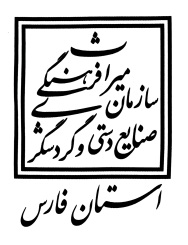 سازمان میراث فرهنگی
صنایع دستی و گردشگری
استان فارس